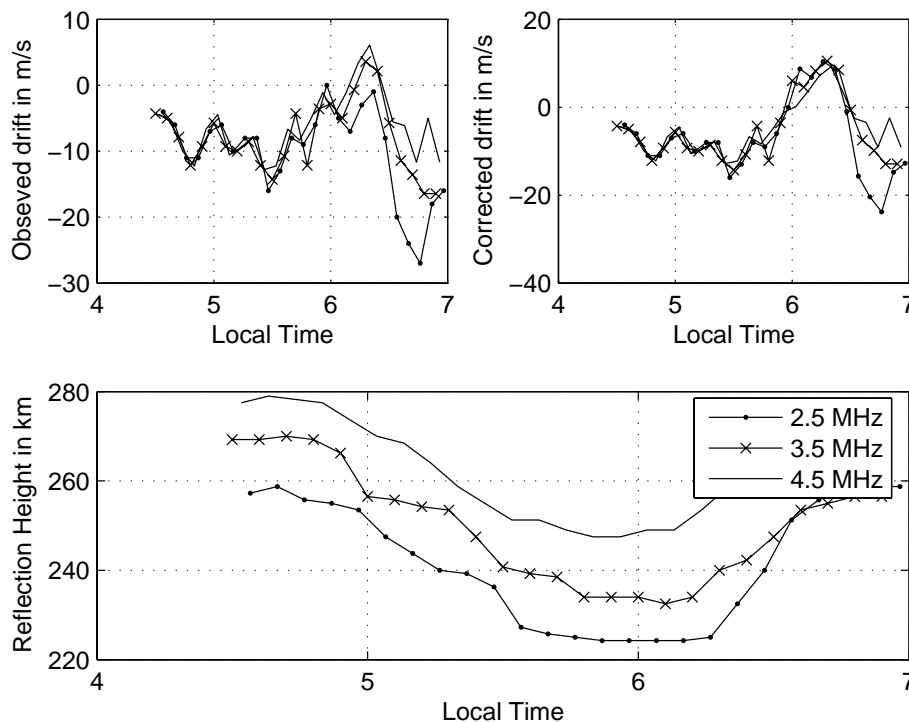 10
0
−10
−20
−30
4 5 6 7
Local Time
Obseved drift in m/s
20
0
−20
−40
4 5 6 7
Local Time
Corrected drift in m/s
280
260
240
220
4 5 6 7
Local Time
Reflection Height in km
2.5 MHz
3.5 MHz
4.5 MHz